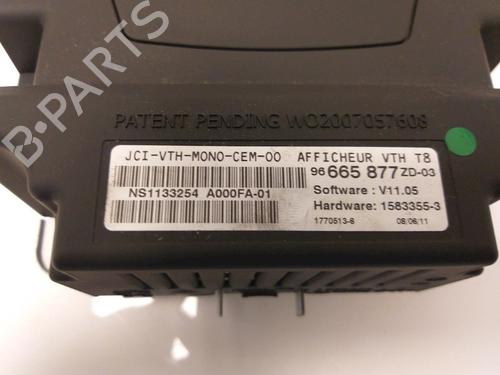 PATENT PENDING WO2007057608
JCI-VTH-MONO-CEM-OO AFFICHEUR VTH T8
96 665 877 ZD-03
NS1133254 A000FA-01
Software : V11.05
Hardware: 1583355-3
1770513-6 08/06/11
B-PARTS